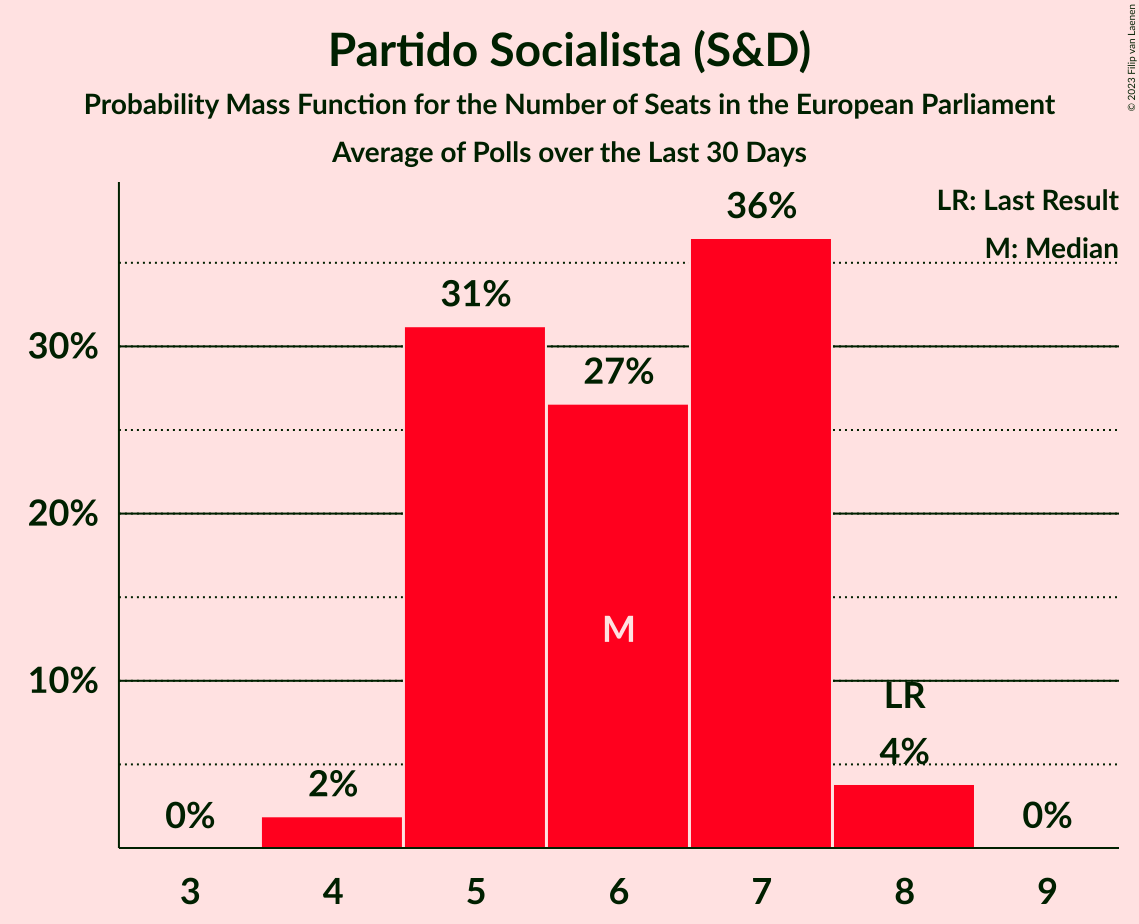 Partido Socialista (S&D)
Probability Mass Function for the Number of Seats in the European Parliament
Average of Polls over the Last 30 Days
© 2023 Filip van Laenen
LR: Last Result
M: Median
36%
31%
30%
27%
20%
M
10%
LR
4%
2%
0%
0%
3 4 5 6 7 8 9